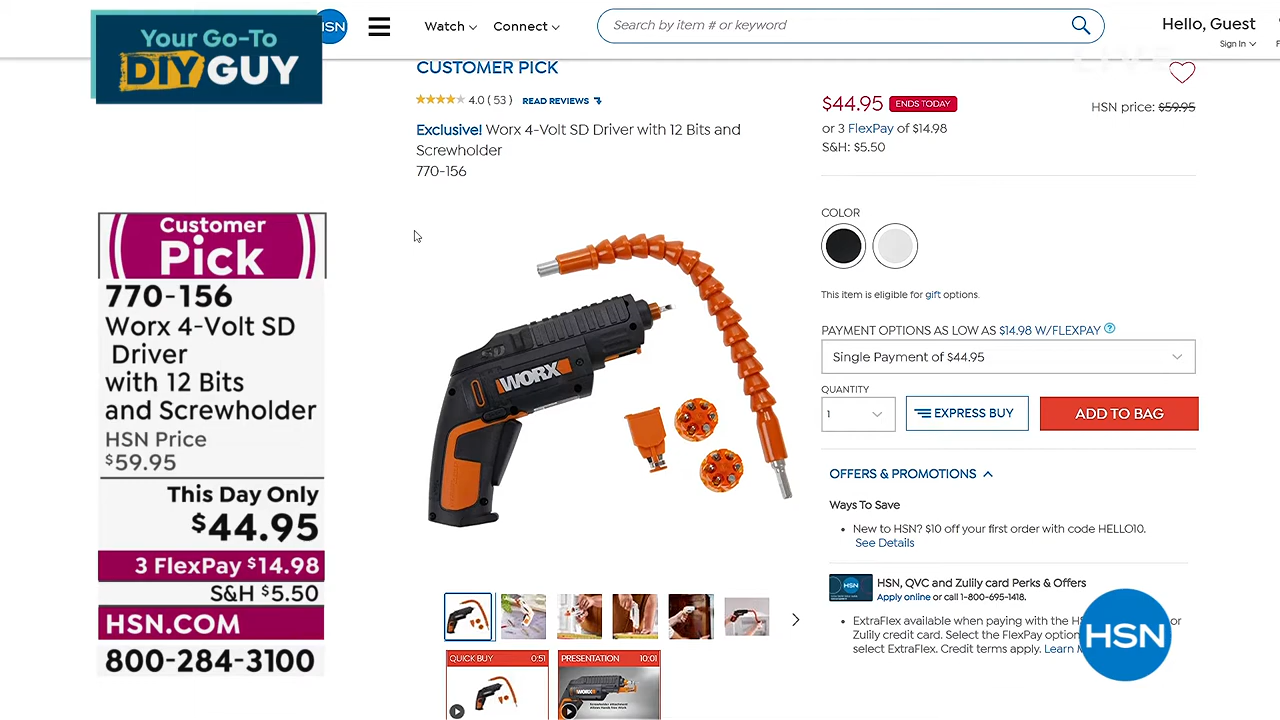 Your Go-To
DIY GUY
HSN
Watch
Connect
Search by item # or keyword
Hello, Guest
Sign In
CUSTOMER PICK
4.0 ( 53 ) READ REVIEWS
Exclusive! Worx 4-Volt SD Driver with 12 Bits and
Screwholder
770-156
$44.95 ENDS TODAY
HSN price: $59.95
or 3 FlexPay of $14.98
S&H: $5.50
COLOR
This item is eligible for gift options.
PAYMENT OPTIONS AS LOW AS $14.98 W/FLEXPAY
Single Payment of $44.95
QUANTITY
1
EXPRESS BUY
ADD TO BAG
OFFERS & PROMOTIONS
Ways To Save
• New to HSN? $10 off your first order with code HELLO10.
See Details
HSN
HSN, QVC and Zulily card Perks & Offers
Apply online or call 1-800-695-1418.
• ExtraFlex available when paying with the
or
Zulily credit card. Select the FlexPay
select ExtraFlex. Credit terms apply. Learn
HSN
Customer
Pick
770-156
Worx 4-Volt SD
Driver
with 12 Bits
and Screwholder
HSN Price
$59.95
This Day Only
$44.95
3 FlexPay $14.98
S&H $5.50
HSN.COM
800-284-3100
WORX
QUICK BUY 0:51
PRESENTATION 10:01
WORX
Screwholder attachment
Allows Hands Free Work